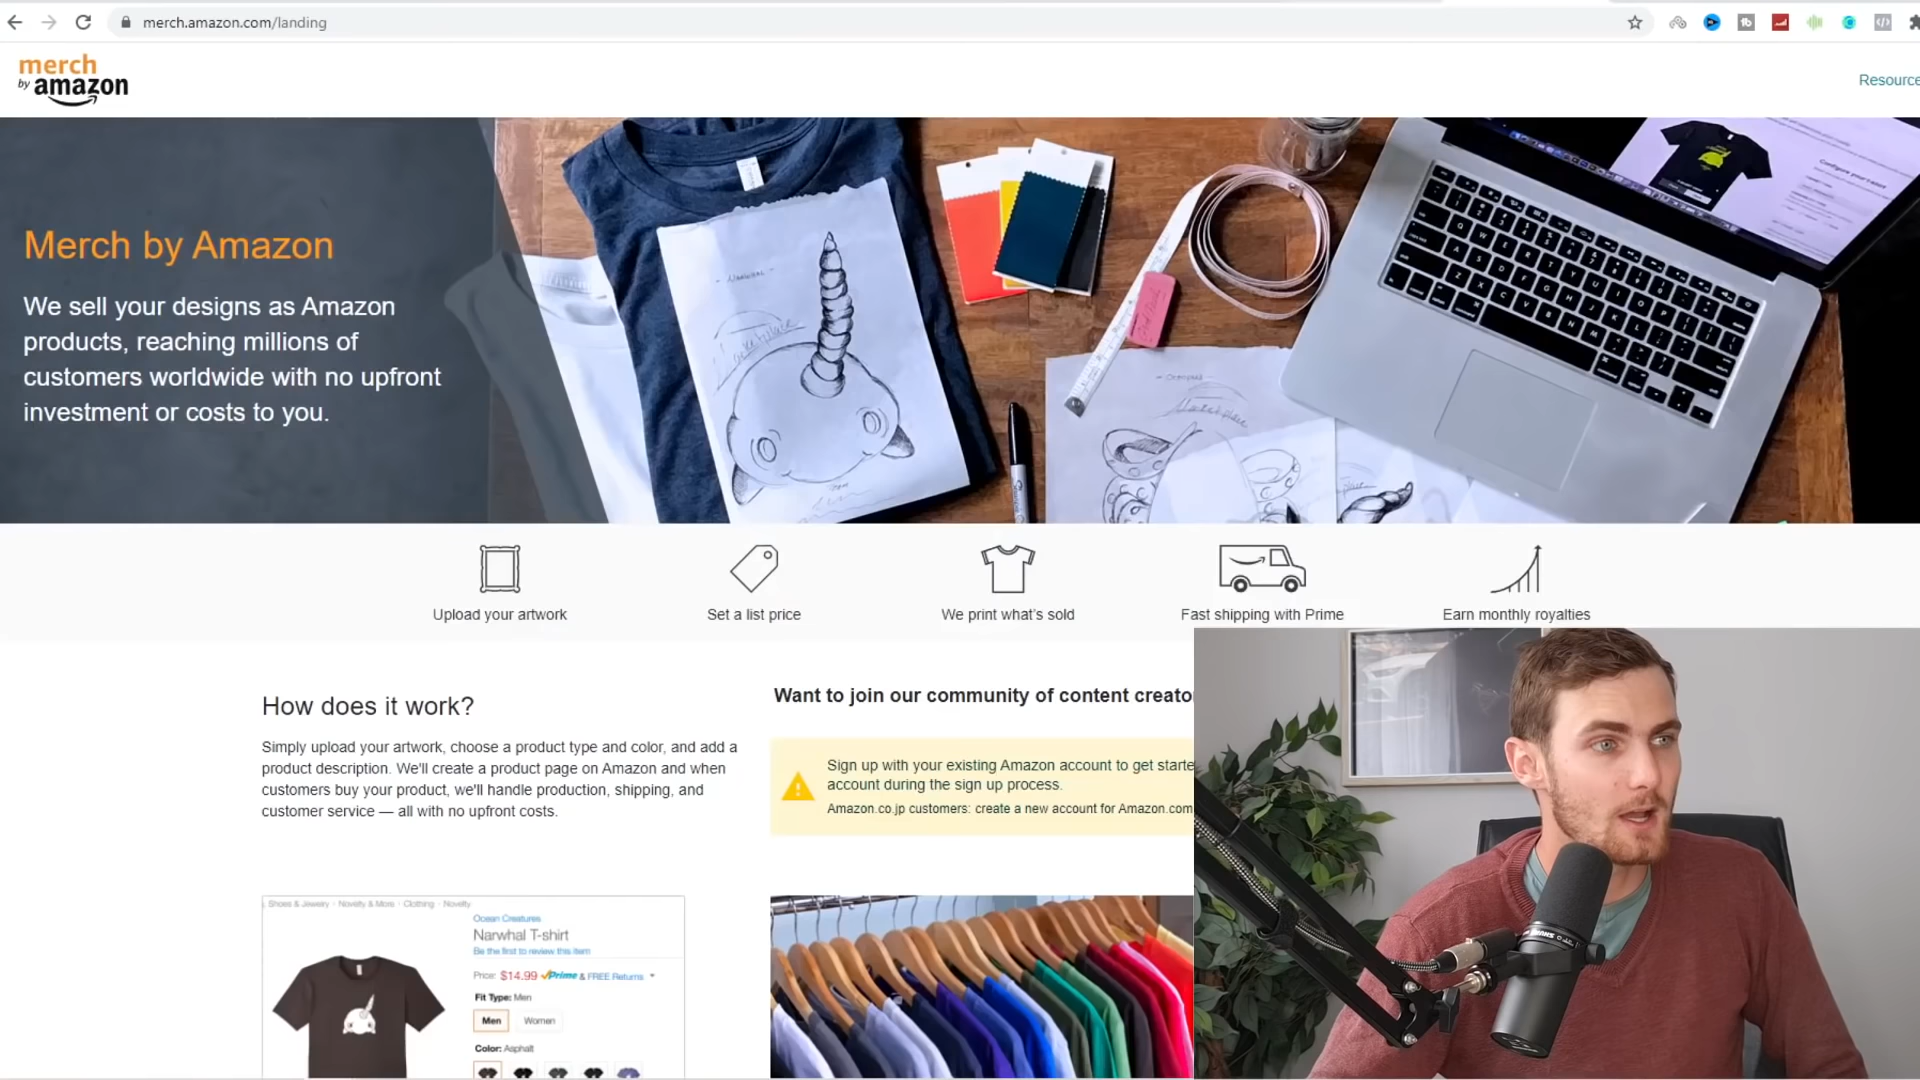 merch.amazon.com/landing
merch
by amazon
Resource
Merch by Amazon
We sell your designs as Amazon
products, reaching millions of
customers worldwide with no upfront
investment or costs to you.
Upload your artwork
Set a list price
We print what's sold
Fast shipping with Prime
Earn monthly royalties
How does it work?
Simply upload your artwork, choose a product type and color, and add a
product description. We'll create a product page on Amazon and when
customers buy your product, we'll handle production, shipping, and
customer service — all with no upfront costs.
Want to join our community of content creato
Sign up with your existing Amazon account to get starte
account during the sign up process.
Amazon.co.jp customers: create a new account for Amazon.com
Shoes & Jewelry › Novelty & More › Clothing › Novelty
Ocean Creatures
Narwhal T-shirt
Be the first to review this item
Price: $14.99 Prime & FREE Returns
Fit Type: Men
Men
Women
Color: Asphalt
SHURE